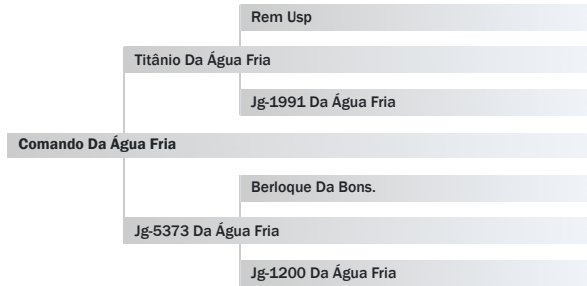 Rem Usp
Titânio Da Água Fria
Jg-1991 Da Água Fria
Comando Da Água Fria
Berloque Da Bons.
Jg-5373 Da Água Fria
Jg-1200 Da Água Fria